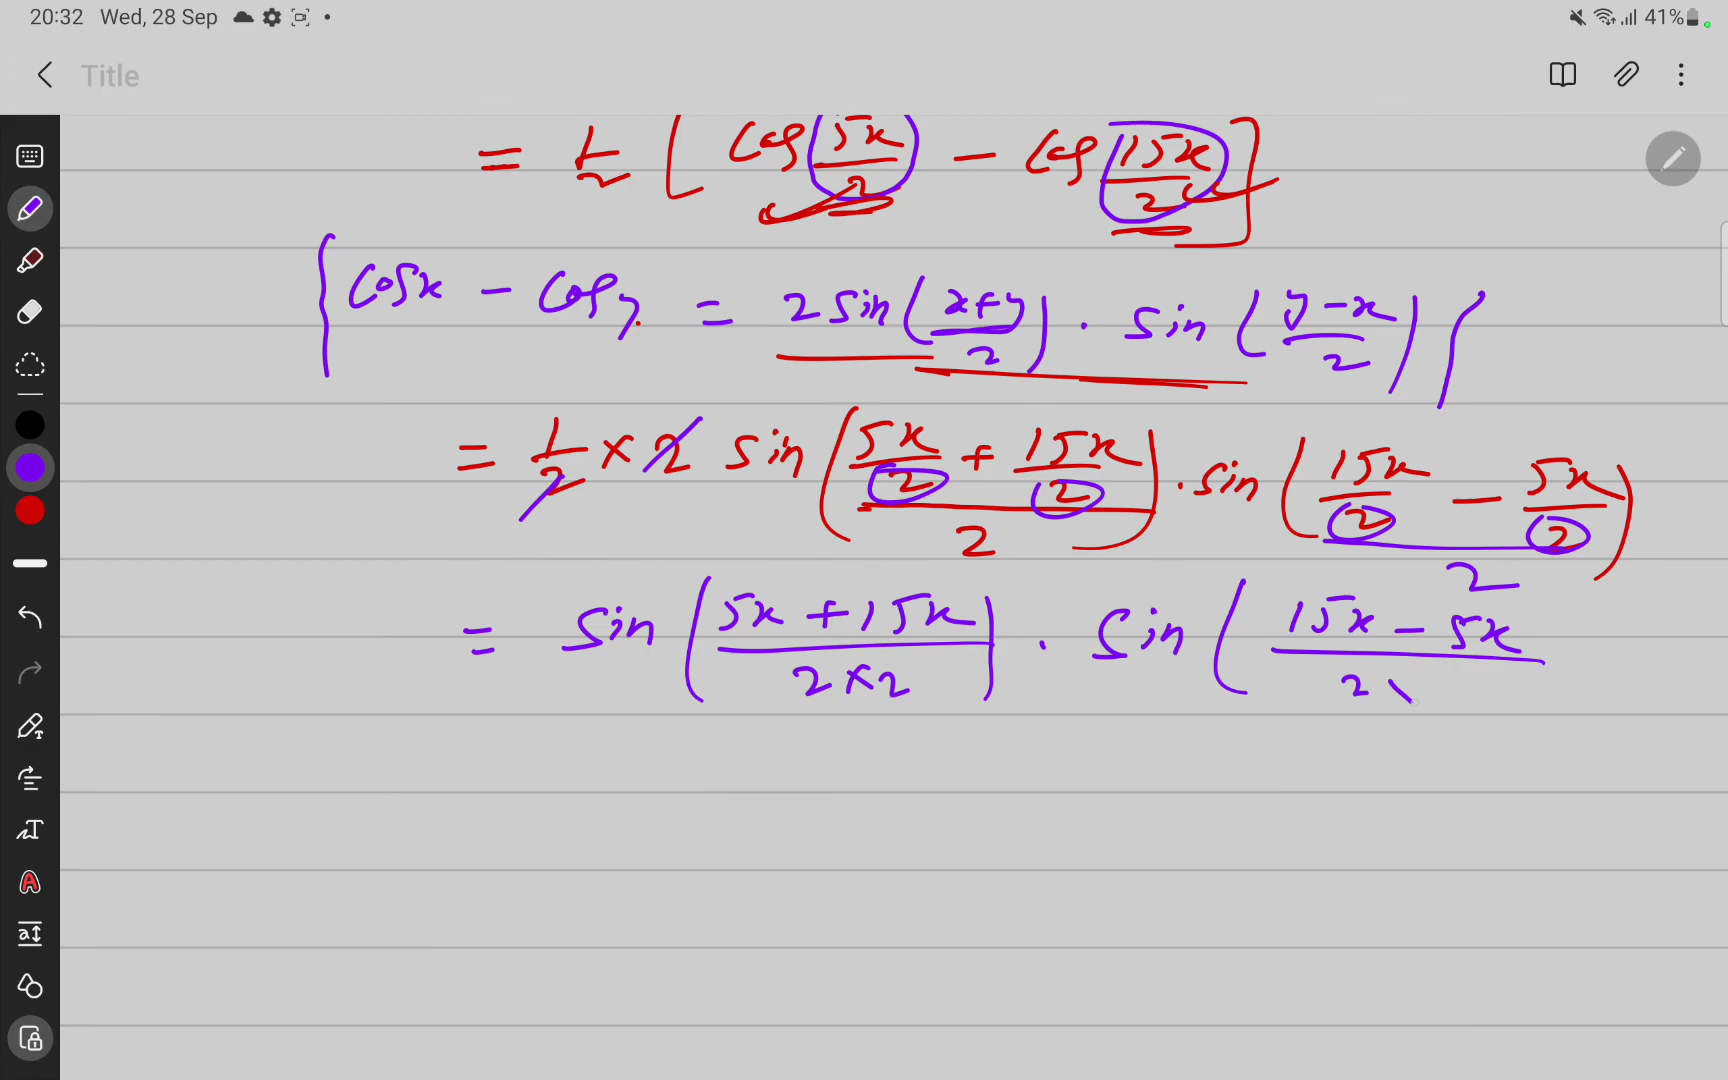 20:32 Wed, 28 Sep 41%
Title
= 1/2 [ Cos 5x/2 - Cos 15x/2 ]
Cosx - Cosy = 2 Sin (x+y/2) · Sin (y-x/2)
= 1/2 × 2 Sin (5x/2 + 15x/2 / 2) · Sin (15x/2 - 5x/2 / 2)
= Sin (5x + 15x / 2×2) · Sin (15x - 5x / 2